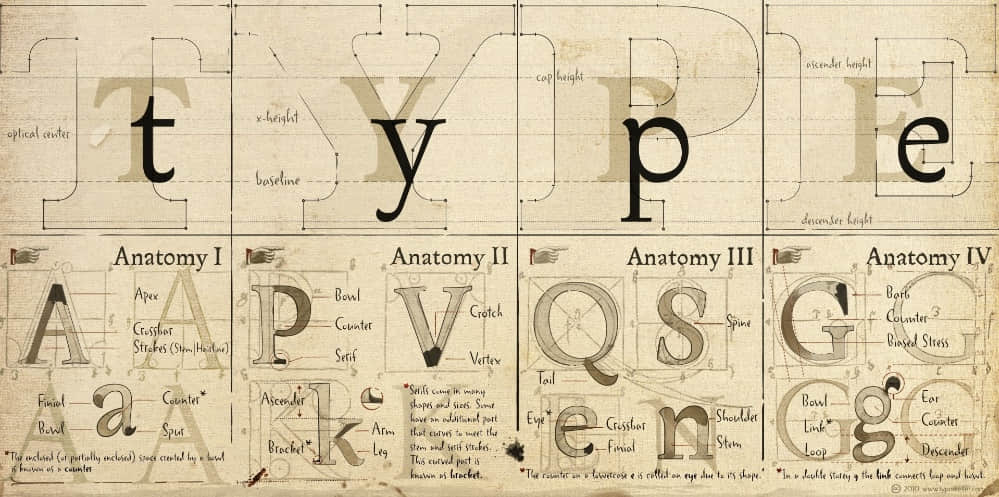 t y p e
T Y P E
optical center
x-height
baseline
cap height
ascender height
descender height
Anatomy I
A A
Apex
Crossbar
Strokes (Stem|Hairline)
a
Finial
Bowl
Counter*
Spur
*The enclosed (or partially enclosed) space created by a bowl
is known as a counter
Anatomy II
P V
Bowl
Counter
Serif
Crotch
Vertex
k
Ascender
Bracket*
Arm
Leg
*Serifs come in many
shapes and sizes. Some
have an additional part
that curves to meet the
stem and serif strokes.
This curved part is
known as bracket.
Anatomy III
Q S
Tail
Spine
e n
Eye*
Crossbar
Finial
Shoulder
Stem
*The counter on a lowercase e is called an eye due to its shape.
Anatomy IV
G G
Barb
Counter
Biased Stress
g
Bowl
Link*
Loop
Ear
Counter
Descender
*In a double storey g the link connects loop and bowl.
© 2010